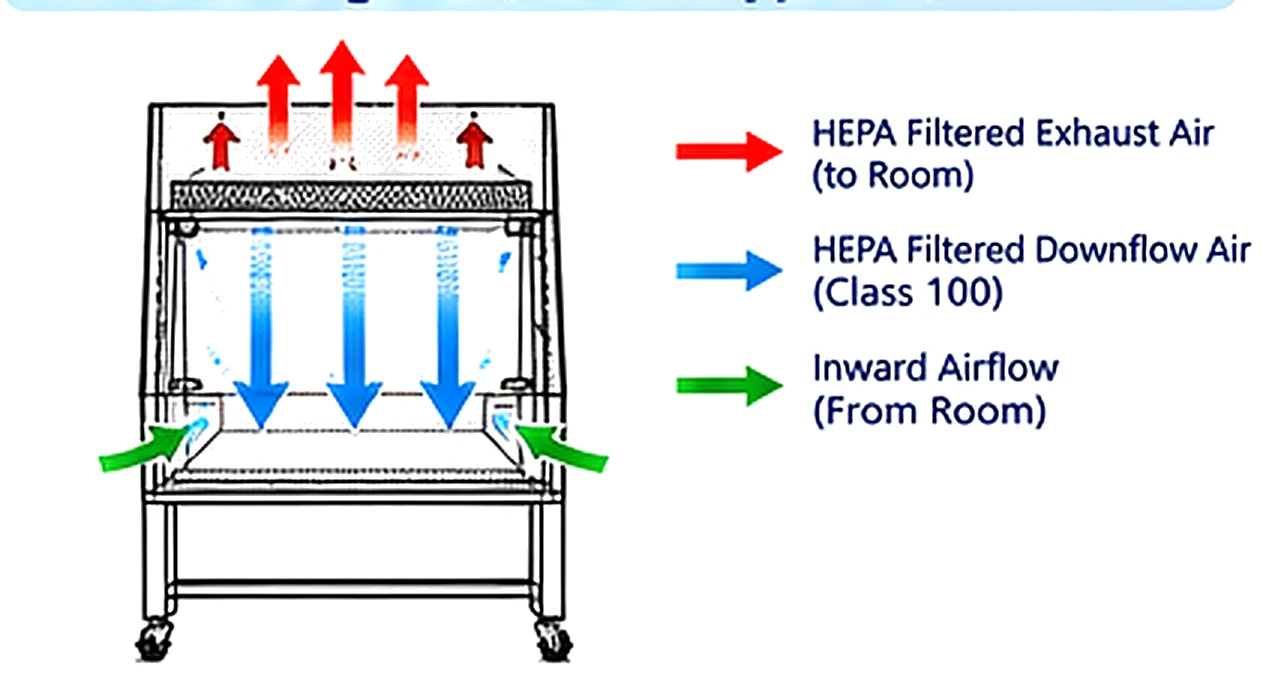 HEPA Filtered Exhaust Air
(to Room)
HEPA Filtered Downflow Air
(Class 100)
Inward Airflow
(From Room)